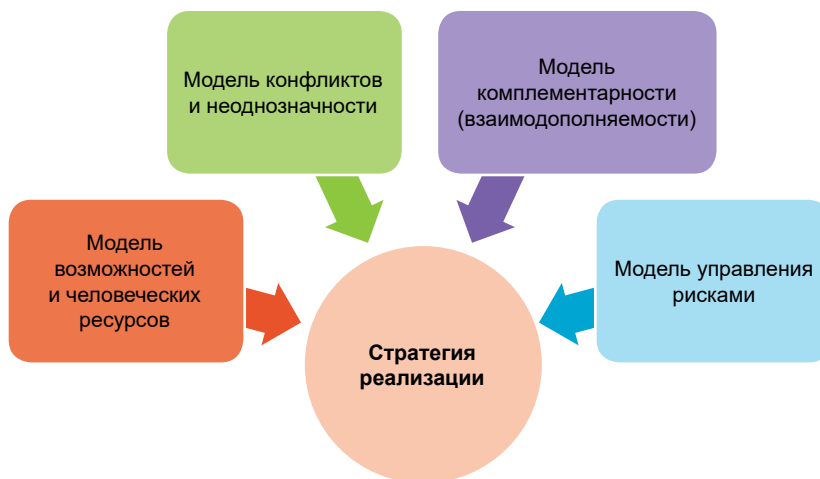 Модель конфликтов
и неоднозначности
Модель
комплементарности
(взаимодополняемости)
Модель
возможностей
и человеческих
ресурсов
Модель управления
рисками
Стратегия
реализации